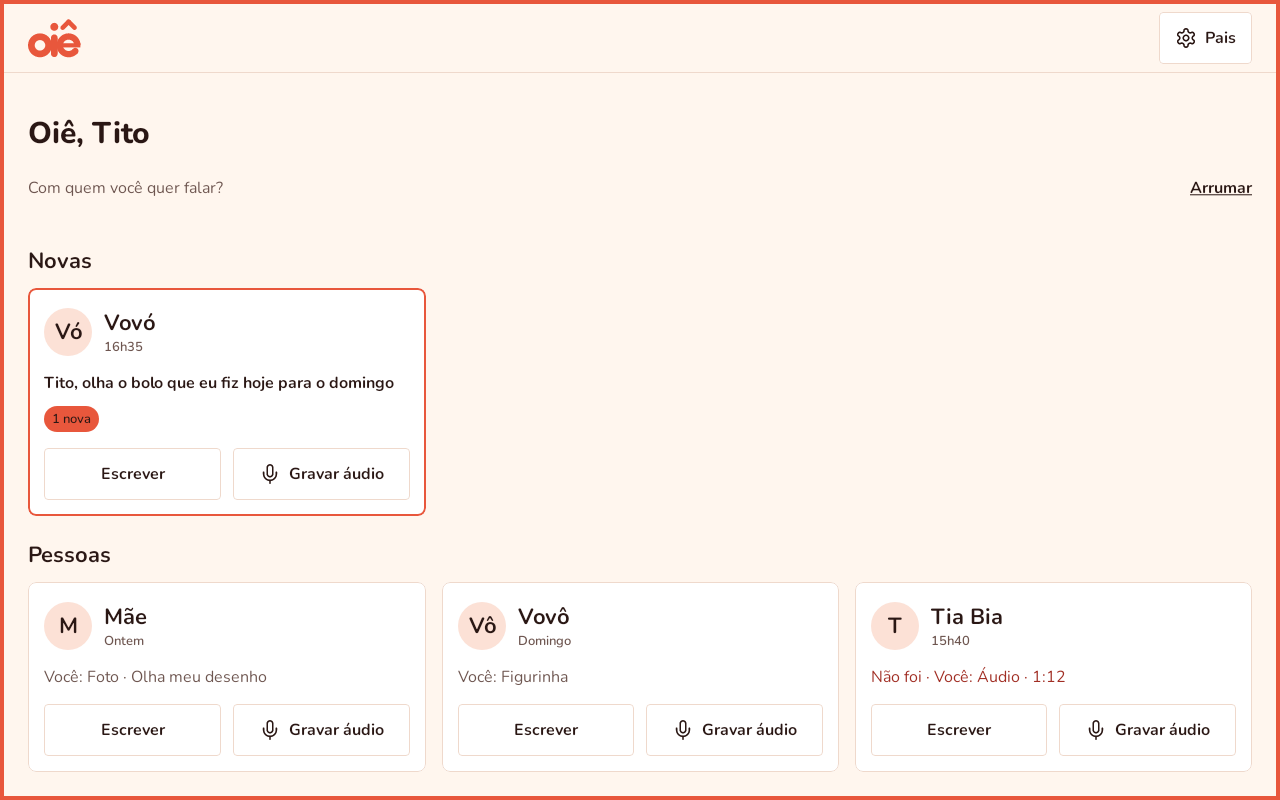 oiê
Pais
Oiê, Tito
Com quem você quer falar?
Arrumar
Novas
Vó
Vovó
16h35
Tito, olha o bolo que eu fiz hoje para o domingo
1 nova
Escrever
Gravar áudio
Pessoas
M
Mãe
Ontem
Você: Foto · Olha meu desenho
Escrever
Gravar áudio
Vô
Vovô
Domingo
Você: Figurinha
Escrever
Gravar áudio
T
Tia Bia
15h40
Não foi · Você: Áudio · 1:12
Escrever
Gravar áudio